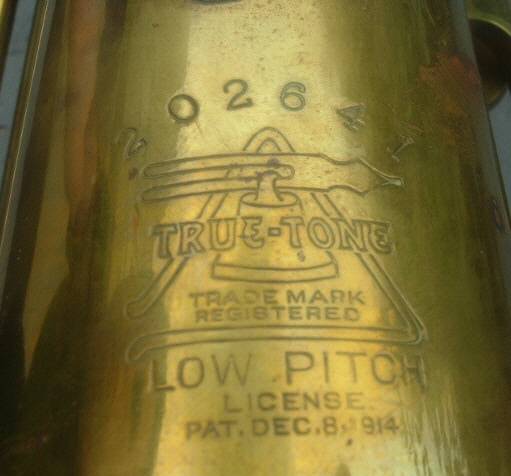 202641
TRUE-TONE
TRADE MARK
REGISTERED
LOW PITCH
LICENSE
PAT. DEC. 8, 1914